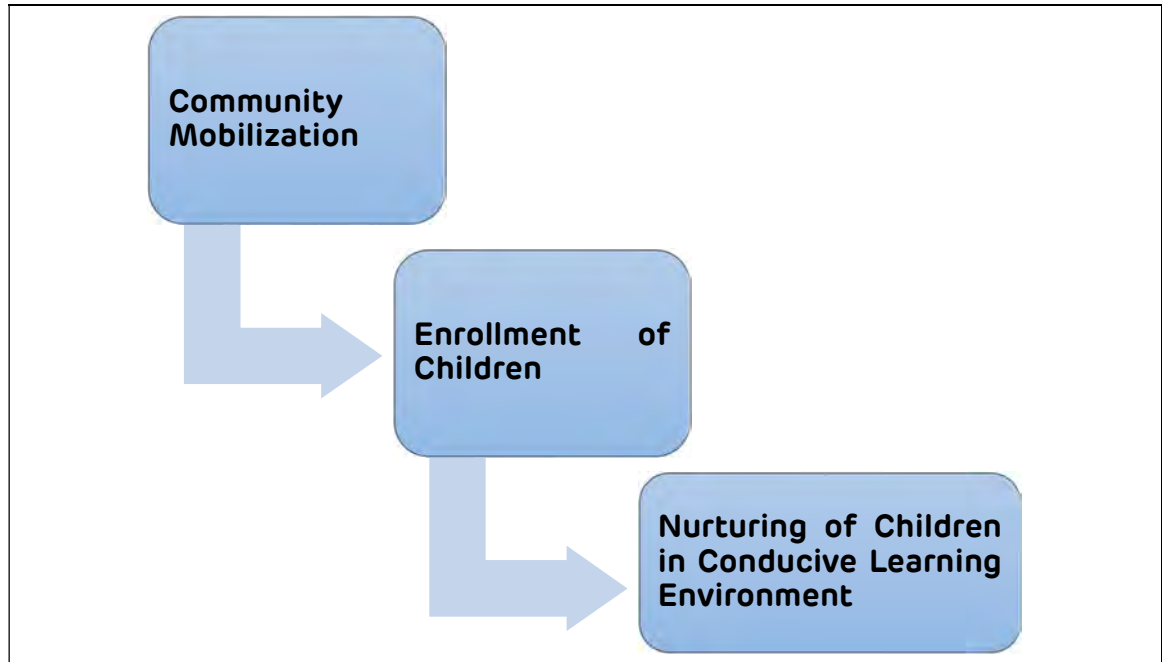 Community
Mobilization
Enrollment of
Children
Nurturing of Children
in Conducive Learning
Environment